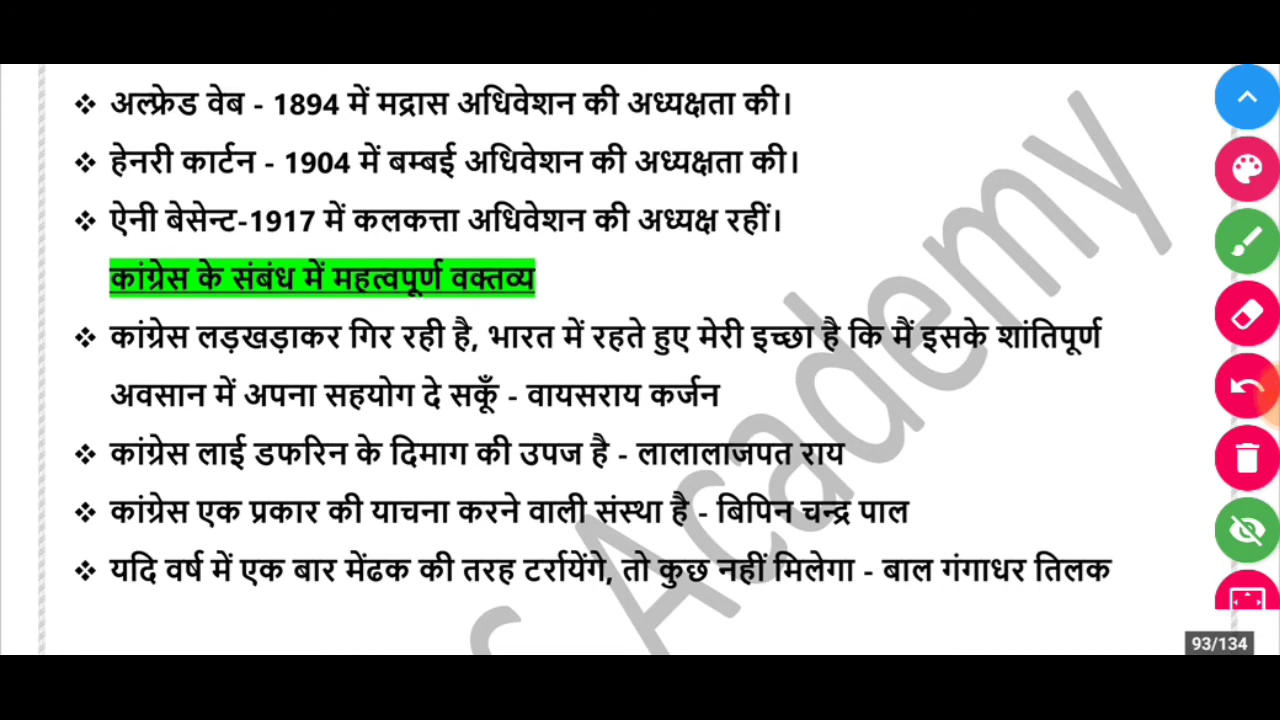 ❖ अल्फ्रेड वेब - 1894 में मद्रास अधिवेशन की अध्यक्षता की।
❖ हेनरी कार्टन - 1904 में बम्बई अधिवेशन की अध्यक्षता की।
❖ ऐनी बेसेन्ट-1917 में कलकत्ता अधिवेशन की अध्यक्ष रहीं।
कांग्रेस के संबंध में महत्वपूर्ण वक्तव्य
❖ कांग्रेस लड़खड़ाकर गिर रही है, भारत में रहते हुए मेरी इच्छा है कि मैं इसके शांतिपूर्ण
अवसान में अपना सहयोग दे सकूँ - वायसराय कर्जन
❖ कांग्रेस लाई डफरिन के दिमाग की उपज है - लालालाजपत राय
❖ कांग्रेस एक प्रकार की याचना करने वाली संस्था है - बिपिन चन्द्र पाल
❖ यदि वर्ष में एक बार मेंढक की तरह टर्रायेंगे, तो कुछ नहीं मिलेगा - बाल गंगाधर तिलक
Academy
93/134